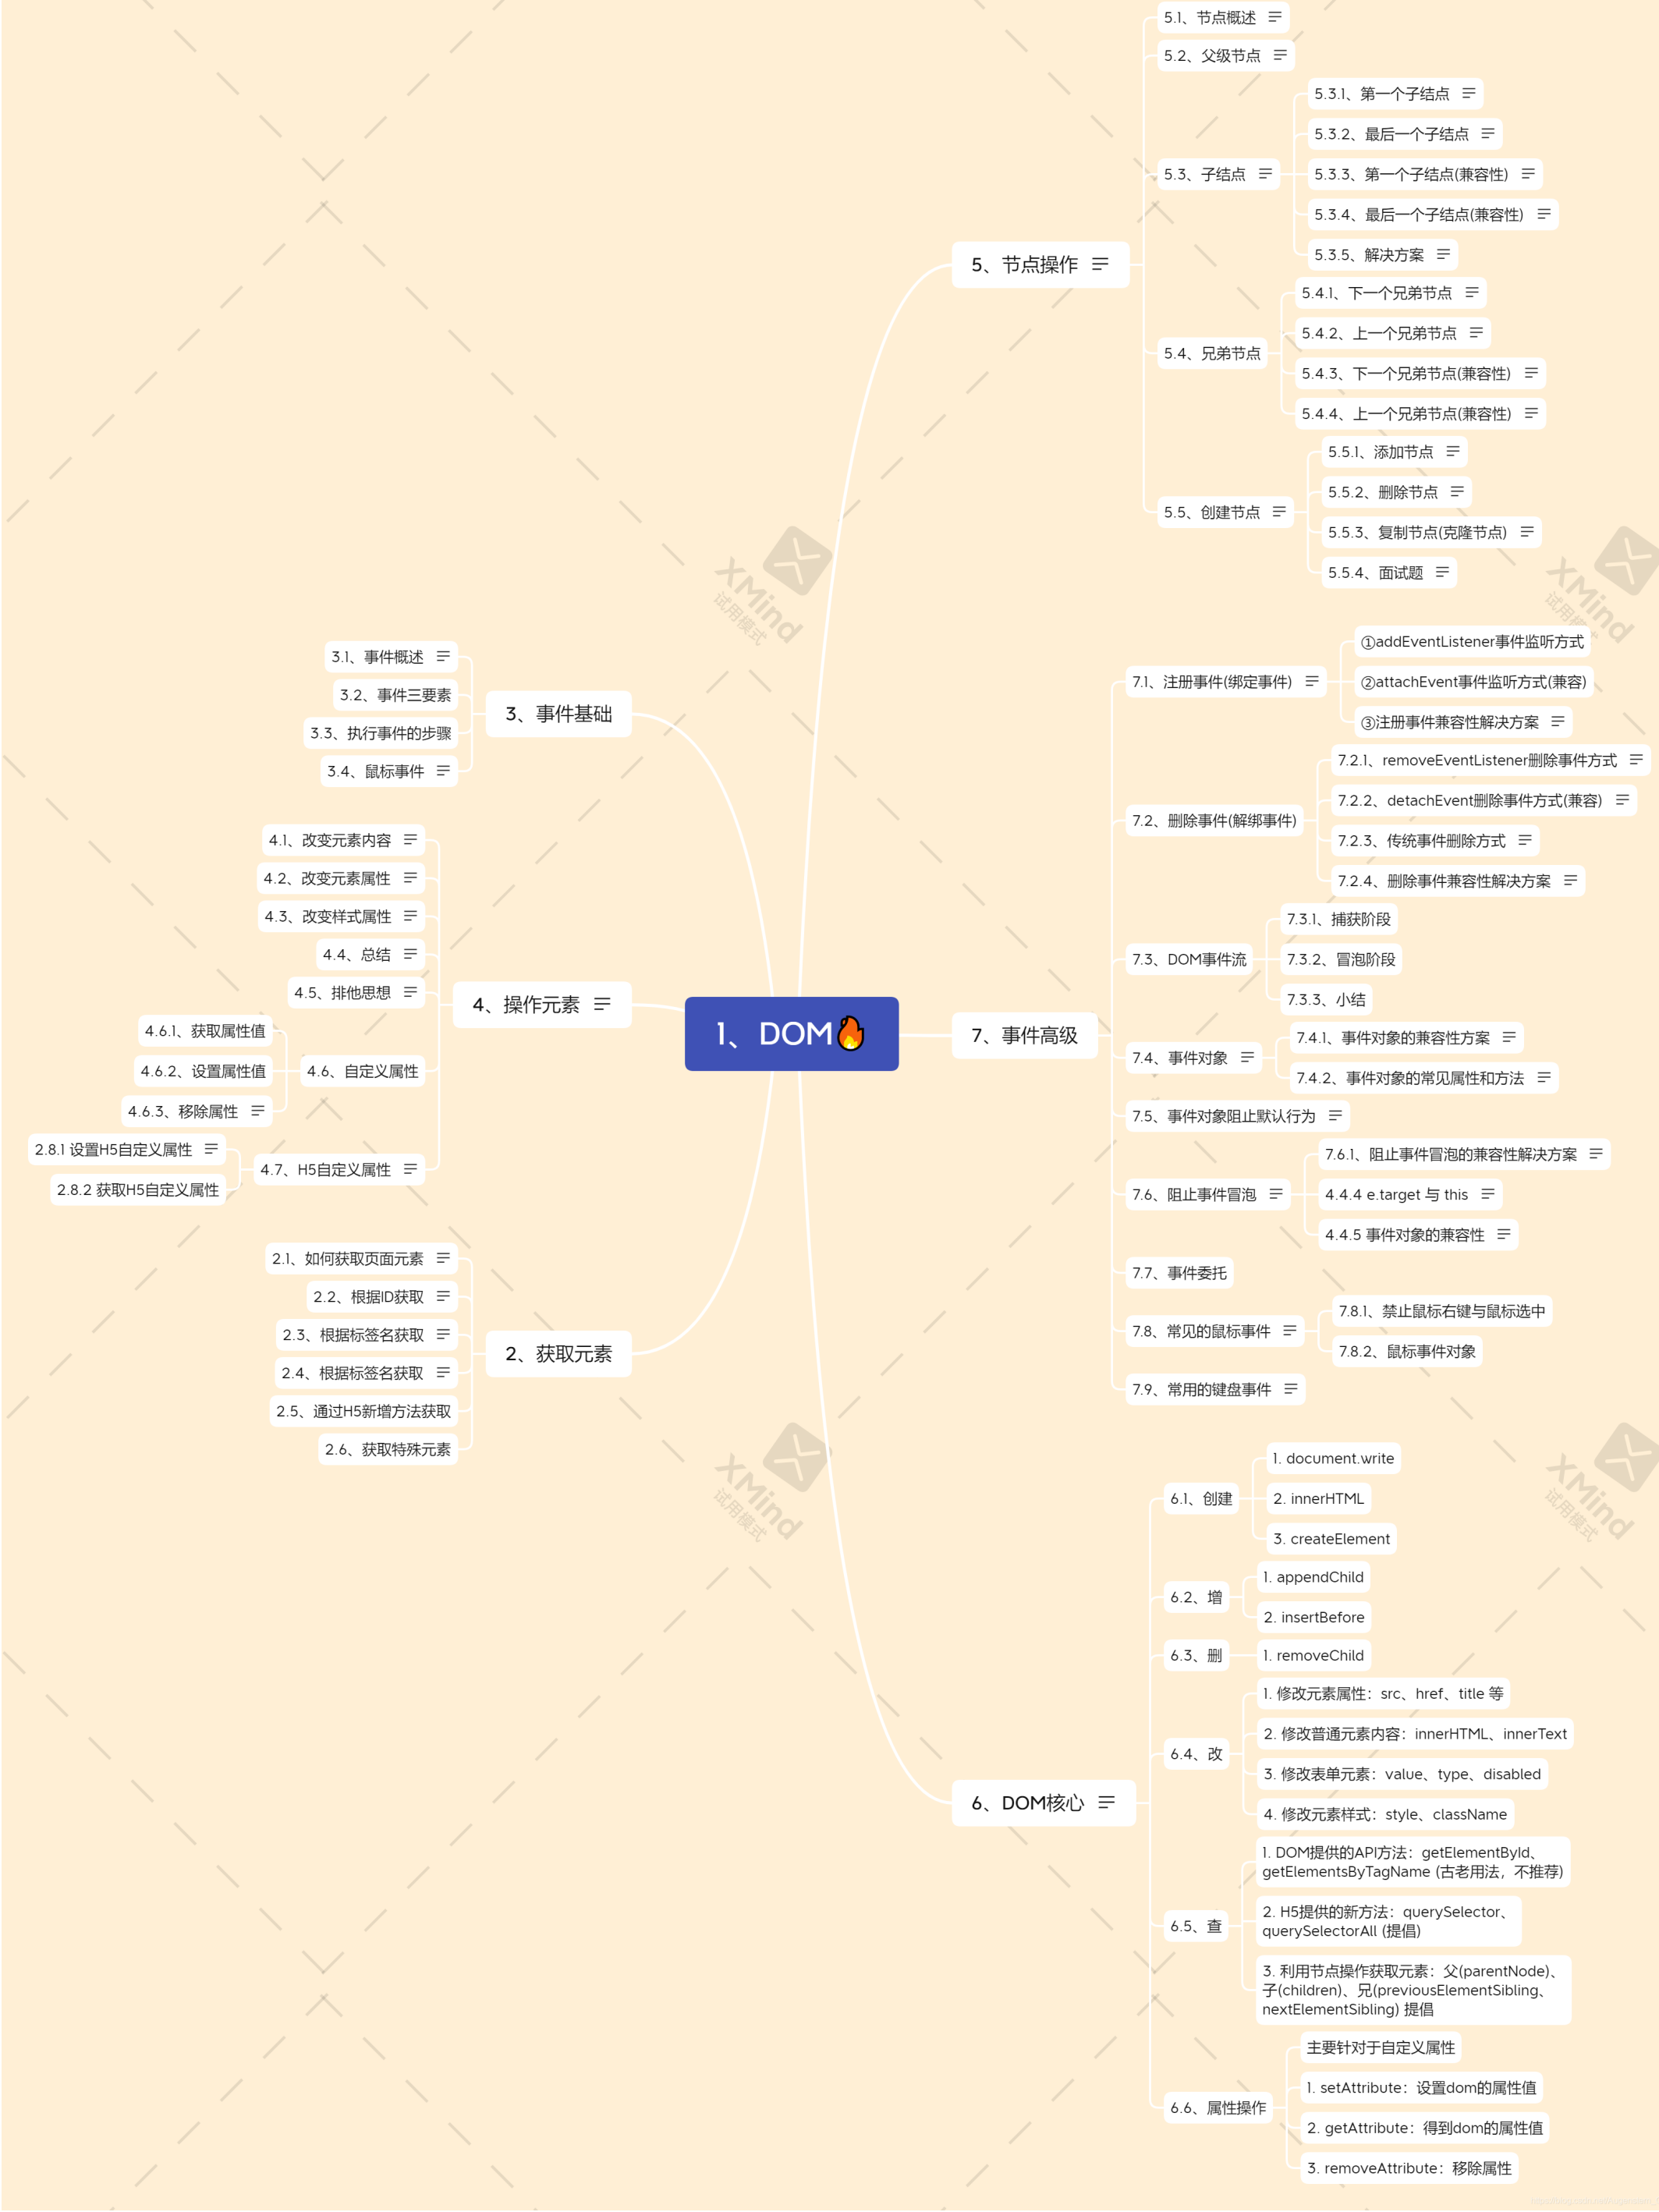 1、DOM🔥
2、获取元素
2.1、如何获取页面元素
2.2、根据ID获取
2.3、根据标签名获取
2.4、根据标签名获取
2.5、通过H5新增方法获取
2.6、获取特殊元素
3、事件基础
3.1、事件概述
3.2、事件三要素
3.3、执行事件的步骤
3.4、鼠标事件
4、操作元素
4.1、改变元素内容
4.2、改变元素属性
4.3、改变样式属性
4.4、总结
4.5、排他思想
4.6、自定义属性
4.6.1、获取属性值
4.6.2、设置属性值
4.6.3、移除属性
4.7、H5自定义属性
2.8.1 设置H5自定义属性
2.8.2 获取H5自定义属性
5、节点操作
5.1、节点概述
5.2、父级节点
5.3、子结点
5.3.1、第一个子结点
5.3.2、最后一个子结点
5.3.3、第一个子结点(兼容性)
5.3.4、最后一个子结点(兼容性)
5.3.5、解决方案
5.4、兄弟节点
5.4.1、下一个兄弟节点
5.4.2、上一个兄弟节点
5.4.3、下一个兄弟节点(兼容性)
5.4.4、上一个兄弟节点(兼容性)
5.5、创建节点
5.5.1、添加节点
5.5.2、删除节点
5.5.3、复制节点(克隆节点)
5.5.4、面试题
7、事件高级
7.1、注册事件(绑定事件)
①addEventListener事件监听方式
②attachEvent事件监听方式(兼容)
③注册事件兼容性解决方案
7.2、删除事件(解绑事件)
7.2.1、removeEventListener删除事件方式
7.2.2、detachEvent删除事件方式(兼容)
7.2.3、传统事件删除方式
7.2.4、删除事件兼容性解决方案
7.3、DOM事件流
7.3.1、捕获阶段
7.3.2、冒泡阶段
7.3.3、小结
7.4、事件对象
7.4.1、事件对象的兼容性方案
7.4.2、事件对象的常见属性和方法
7.5、事件对象阻止默认行为
7.6、阻止事件冒泡
7.6.1、阻止事件冒泡的兼容性解决方案
4.4.4 e.target 与 this
4.4.5 事件对象的兼容性
7.7、事件委托
7.8、常见的鼠标事件
7.8.1、禁止鼠标右键与鼠标选中
7.8.2、鼠标事件对象
7.9、常用的键盘事件
6、DOM核心
6.1、创建
1. document.write
2. innerHTML
3. createElement
6.2、增
1. appendChild
2. insertBefore
6.3、删
1. removeChild
6.4、改
1. 修改元素属性：src、href、title 等
2. 修改普通元素内容：innerHTML、innerText
3. 修改表单元素：value、type、disabled
4. 修改元素样式：style、className
6.5、查
1. DOM提供的API方法：getElementById、
getElementsByTagName (古老用法，不推荐)
2. H5提供的新方法：querySelector、
querySelectorAll (提倡)
3. 利用节点操作获取元素：父(parentNode)、
子(children)、兄(previousElementSibling、
nextElementSibling) 提倡
6.6、属性操作
主要针对于自定义属性
1. setAttribute：设置dom的属性值
2. getAttribute：得到dom的属性值
3. removeAttribute：移除属性
XMind
试用模式
XMind
试用模式
XMind
试用模式
XMind
试用模式